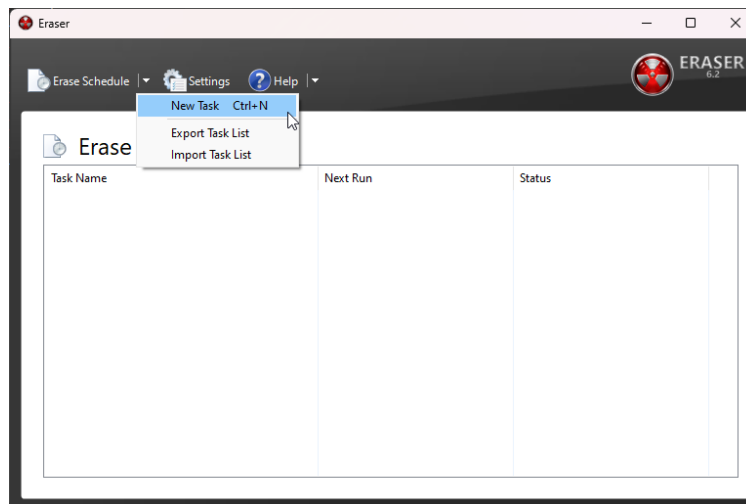 Eraser
Erase Schedule Settings Help
ERASER
6.2
New Task Ctrl+N
Export Task List
Import Task List
Erase
Task Name Next Run Status